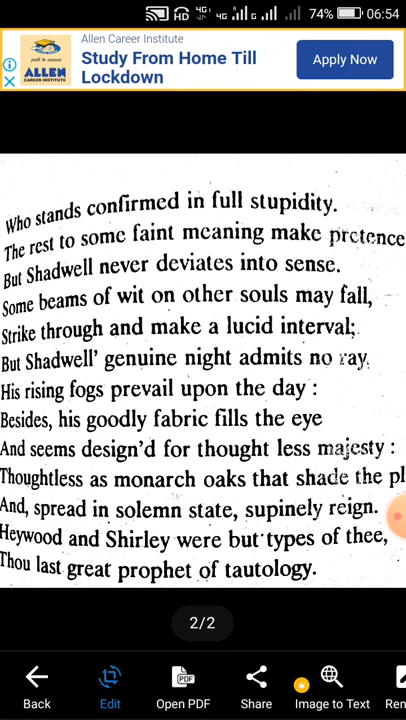 74% 06:54
Allen Career Institute
Study From Home Till
Lockdown
Apply Now
path to success
ALLEN
CAREER INSTITUTE
Who stands confirmed in full stupidity.
The rest to some faint meaning make pretence
But Shadwell never deviates into sense.
Some beams of wit on other souls may fall,
Strike through and make a lucid interval;
But Shadwell' genuine night admits no ray,
His rising fogs prevail upon the day :
Besides, his goodly fabric fills the eye
And seems design'd for thought less majesty :
Thoughtless as monarch oaks that shade the pl
And, spread in solemn state, supinely reign.
Heywood and Shirley were but types of thee,
Thou last great prophet of tautology.
2/2
Back Edit Open PDF Share Image to Text Ren